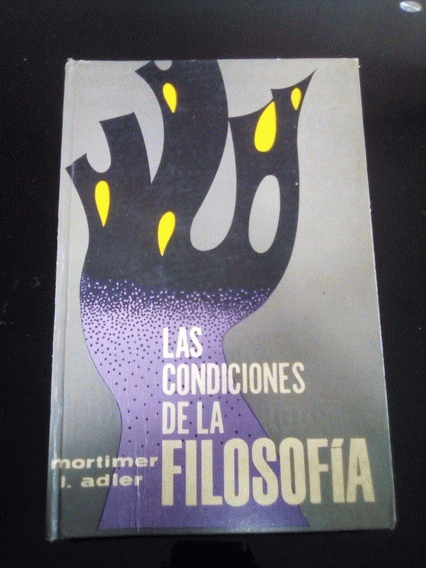 LAS
CONDICIONES
DE LA
FILOSOFÍA
mortimer
j. adler